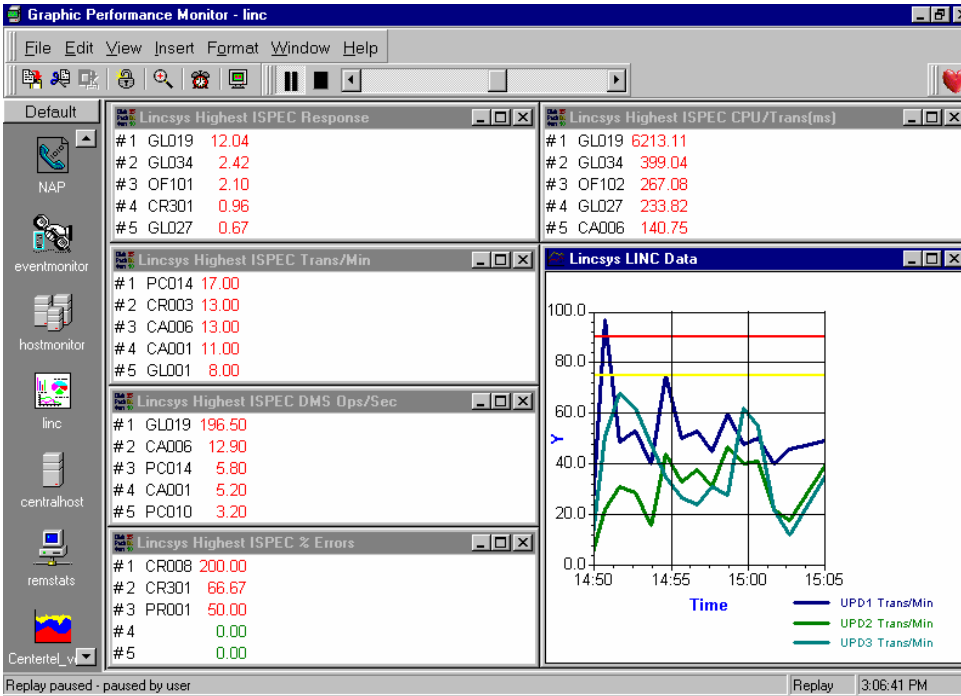 Graphic Performance Monitor - linc
File Edit View Insert Format Window Help
Default
NAP
eventmonitor
hostmonitor
linc
centralhost
remstats
Lincsys Highest ISPEC Response
#1 GL019 12.04
#2 GL034 2.42
#3 OF101 2.10
#4 CR301 0.96
#5 GL027 0.67
Lincsys Highest ISPEC CPU/Trans(ms)
#1 GL019 6213.11
#2 GL034 399.04
#3 OF102 267.08
#4 GL027 233.82
#5 CA006 140.75
Lincsys Highest ISPEC Trans/Min
#1 PC014 17.00
#2 CR003 13.00
#3 CA006 13.00
#4 CA001 11.00
#5 GL001 8.00
Lincsys Highest ISPEC DMS Ops/Sec
#1 GL019 196.50
#2 CA006 12.90
#3 PC014 5.80
#4 CA001 5.20
#5 PC010 3.20
Lincsys Highest ISPEC % Errors
#1 CR008 200.00
#2 CR301 66.67
#3 PR001 50.00
#4 0.00
#5 0.00
Lincsys LINC Data
100.0
80.0
60.0
40.0
20.0
0.0
Y
14:50 14:55 15:00 15:05
Time
UPD1 Trans/Min
UPD2 Trans/Min
UPD3 Trans/Min
Replay paused - paused by user
Replay
3:06:41 PM